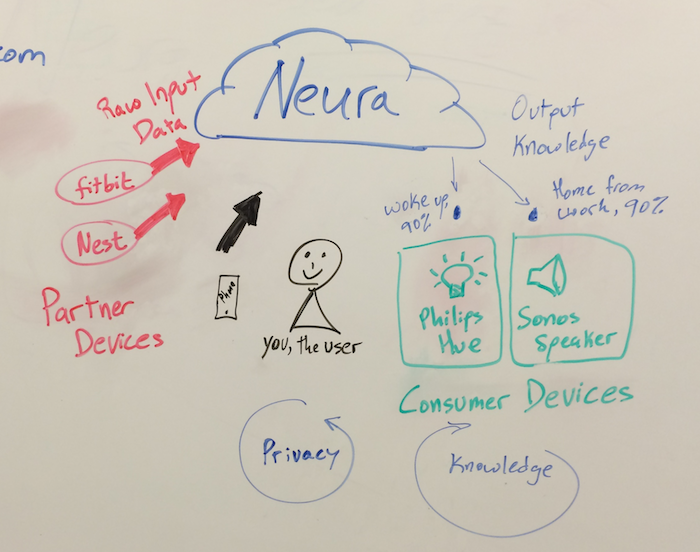 com
Neura
Raw Input
Data
fitbit
Nest
Partner
Devices
Phone
you, the user
Output
Knowledge
woke up,
90%
Home from
work, 90%
Philips
Hue
Sonos
Speaker
Consumer Devices
Privacy
Knowledge